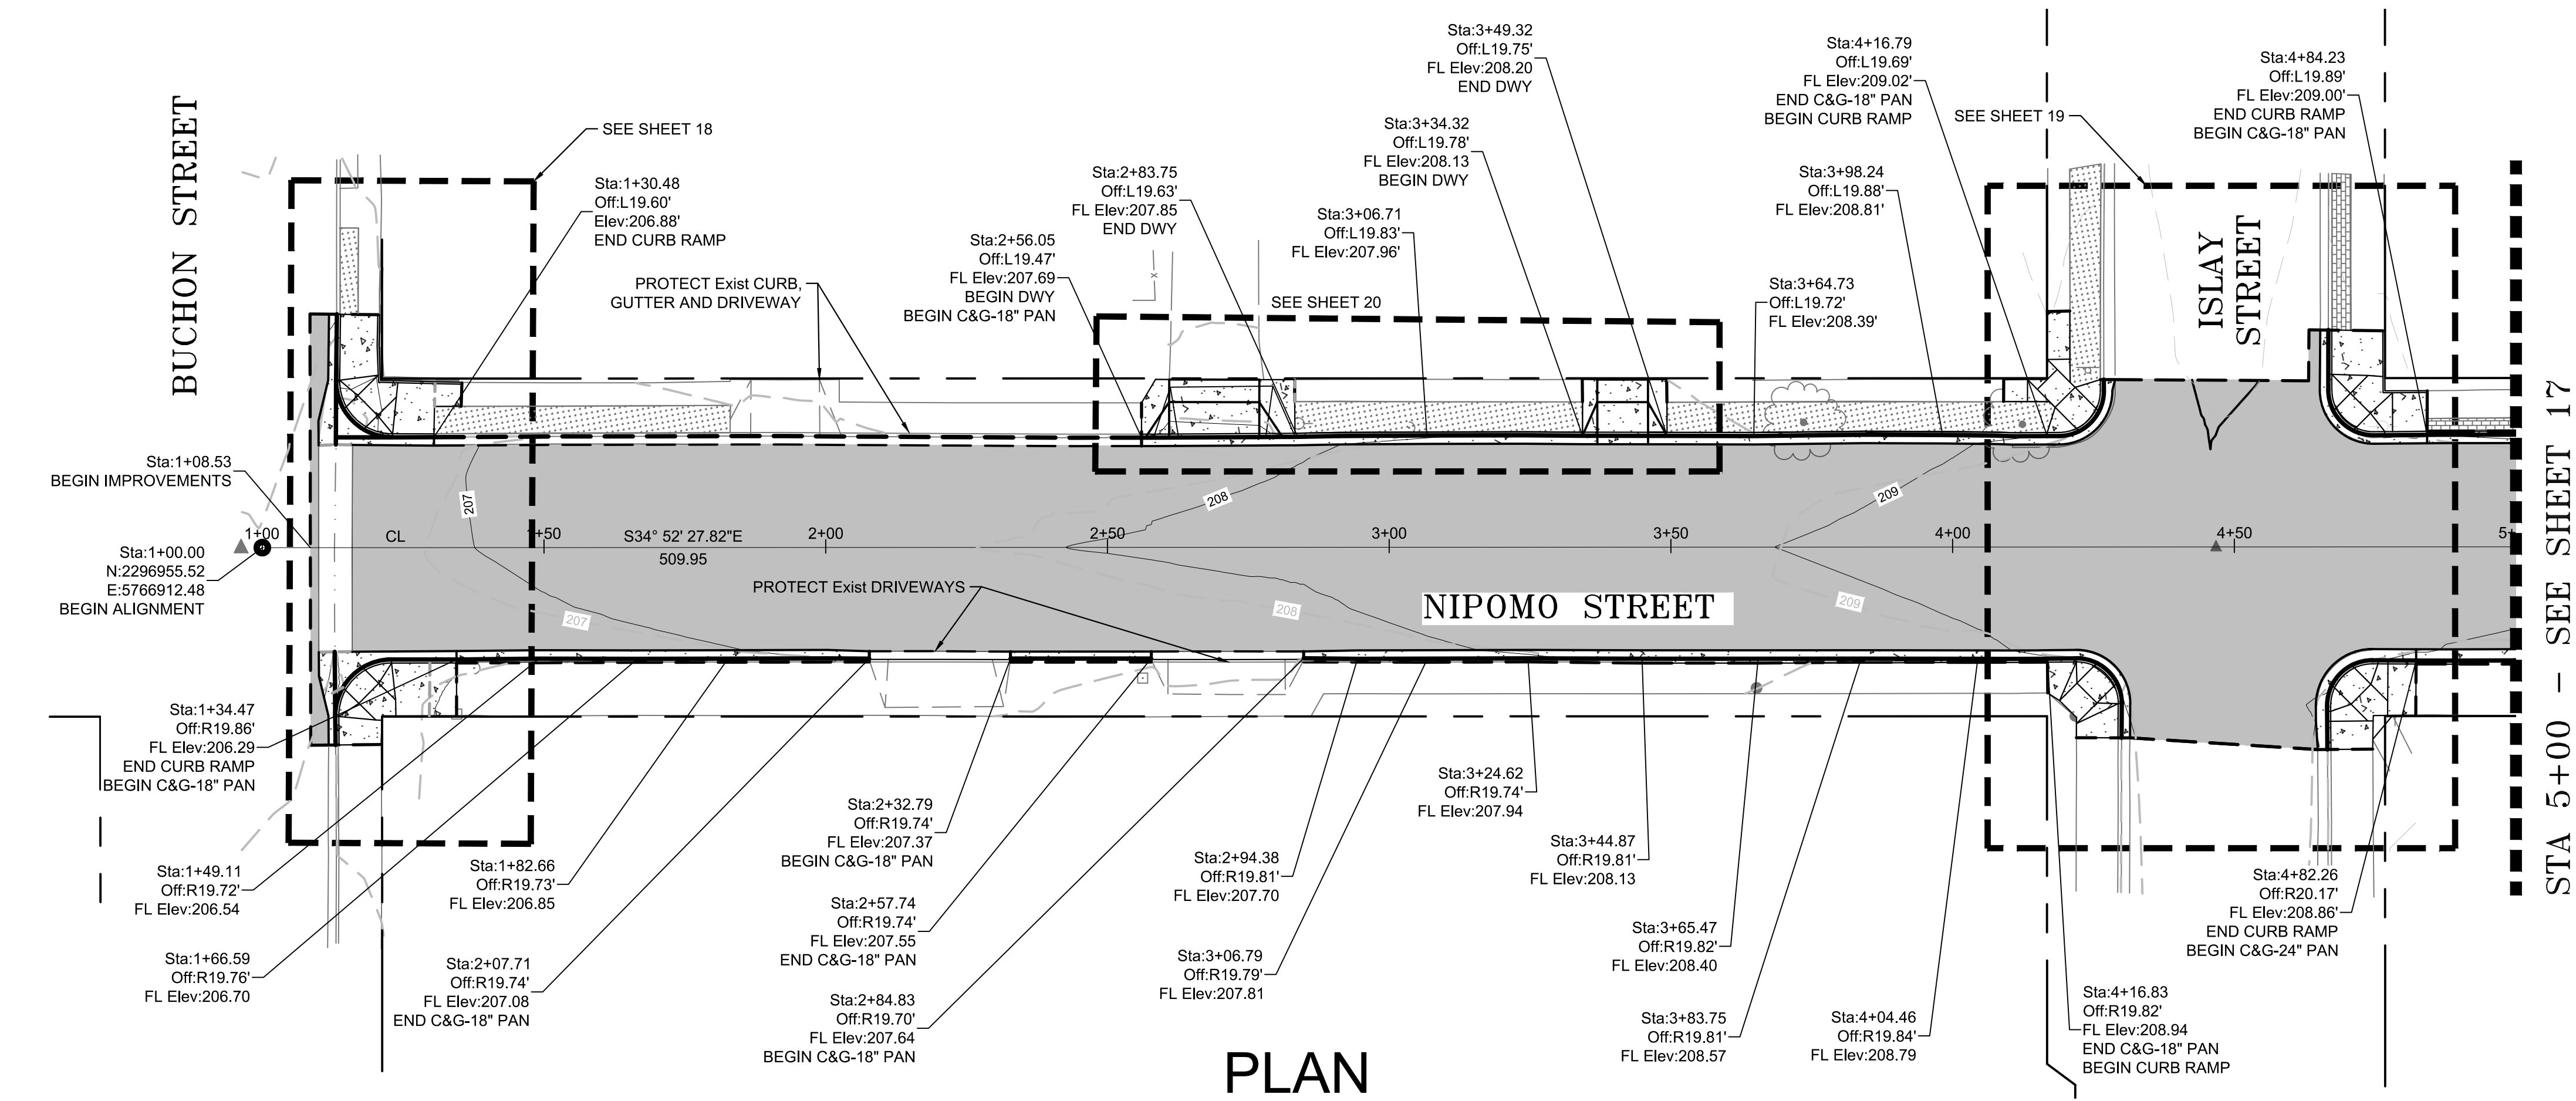 BUCHON STREET
SEE SHEET 18
Sta:1+30.48
Off:L19.60'
Elev:206.88'
END CURB RAMP
PROTECT Exist CURB,
GUTTER AND DRIVEWAY
Sta:2+56.05
Off:L19.47'
FL Elev:207.69
BEGIN DWY
BEGIN C&G-18" PAN
Sta:2+83.75
Off:L19.63'
FL Elev:207.85
END DWY
SEE SHEET 20
Sta:3+06.71
Off:L19.83'
FL Elev:207.96'
Sta:3+34.32
Off:L19.78'
FL Elev:208.13
BEGIN DWY
Sta:3+49.32
Off:L19.75'
FL Elev:208.20
END DWY
Sta:3+64.73
Off:L19.72'
FL Elev:208.39'
Sta:3+98.24
Off:L19.88'
FL Elev:208.81'
Sta:4+16.79
Off:L19.69'
FL Elev:209.02'
END C&G-18" PAN
BEGIN CURB RAMP
SEE SHEET 19
ISLAY
STREET
Sta:4+84.23
Off:L19.89'
FL Elev:209.00'
END CURB RAMP
BEGIN C&G-18" PAN
x
Sta:1+08.53
BEGIN IMPROVEMENTS
Sta:1+00.00
N:2296955.52
E:5766912.48
BEGIN ALIGNMENT
1+00
CL
1+50
S34° 52' 27.82"E
509.95
2+00
2+50
3+00
3+50
4+00
4+50
5+
207
208
209
207
208
209
PROTECT Exist DRIVEWAYS
NIPOMO STREET
STA 5+00 - SEE SHEET 17
Sta:1+34.47
Off:R19.86'
FL Elev:206.29
END CURB RAMP
BEGIN C&G-18" PAN
Sta:1+49.11
Off:R19.72'
FL Elev:206.54
Sta:1+66.59
Off:R19.76'
FL Elev:206.70
Sta:1+82.66
Off:R19.73'
FL Elev:206.85
Sta:2+07.71
Off:R19.74'
FL Elev:207.08
END C&G-18" PAN
Sta:2+32.79
Off:R19.74'
FL Elev:207.37
BEGIN C&G-18" PAN
Sta:2+57.74
Off:R19.74'
FL Elev:207.55
END C&G-18" PAN
Sta:2+84.83
Off:R19.70'
FL Elev:207.64
BEGIN C&G-18" PAN
Sta:2+94.38
Off:R19.81'
FL Elev:207.70
Sta:3+06.79
Off:R19.79'
FL Elev:207.81
Sta:3+24.62
Off:R19.74'
FL Elev:207.94
Sta:3+44.87
Off:R19.81'
FL Elev:208.13
Sta:3+65.47
Off:R19.82'
FL Elev:208.40
Sta:3+83.75
Off:R19.81'
FL Elev:208.57
Sta:4+04.46
Off:R19.84'
FL Elev:208.79
Sta:4+16.83
Off:R19.82'
FL Elev:208.94
END C&G-18" PAN
BEGIN CURB RAMP
Sta:4+82.26
Off:R20.17'
FL Elev:208.86'
END CURB RAMP
BEGIN C&G-24" PAN
PLAN